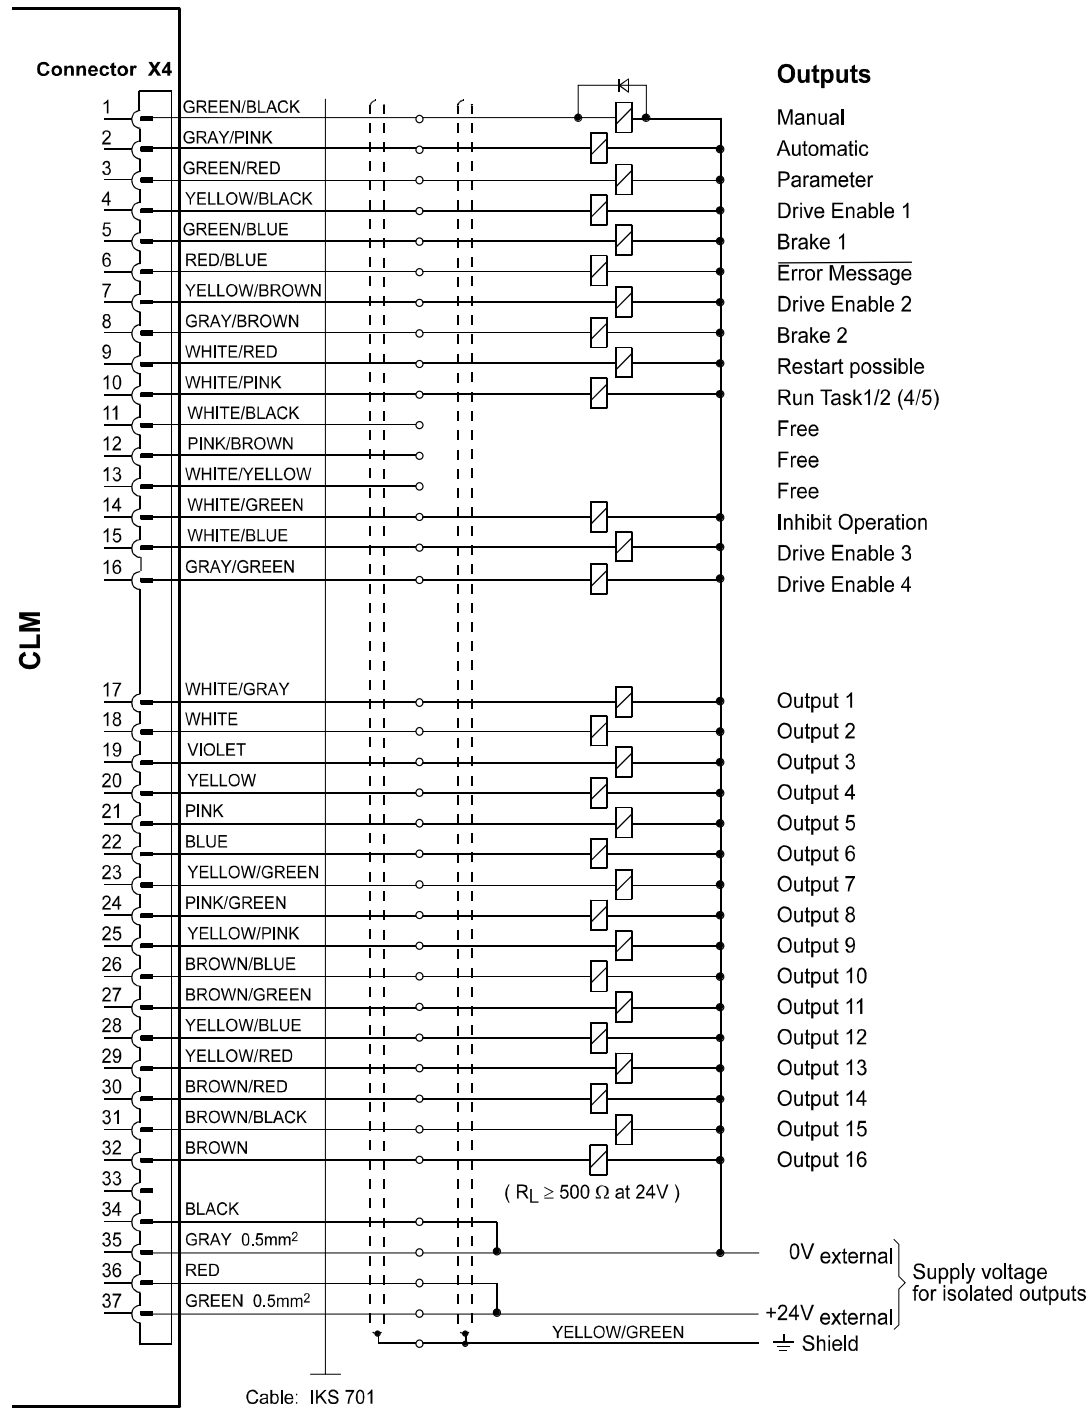 Connector X4
Outputs
1 GREEN/BLACK Manual
2 GRAY/PINK Automatic
3 GREEN/RED Parameter
4 YELLOW/BLACK Drive Enable 1
5 GREEN/BLUE Brake 1
6 RED/BLUE Error Message
7 YELLOW/BROWN Drive Enable 2
8 GRAY/BROWN Brake 2
9 WHITE/RED Restart possible
10 WHITE/PINK Run Task1/2 (4/5)
11 WHITE/BLACK Free
12 PINK/BROWN Free
13 WHITE/YELLOW Free
14 WHITE/GREEN Inhibit Operation
15 WHITE/BLUE Drive Enable 3
16 GRAY/GREEN Drive Enable 4
CLM
17 WHITE/GRAY Output 1
18 WHITE Output 2
19 VIOLET Output 3
20 YELLOW Output 4
21 PINK Output 5
22 BLUE Output 6
23 YELLOW/GREEN Output 7
24 PINK/GREEN Output 8
25 YELLOW/PINK Output 9
26 BROWN/BLUE Output 10
27 BROWN/GREEN Output 11
28 YELLOW/BLUE Output 12
29 YELLOW/RED Output 13
30 BROWN/RED Output 14
31 BROWN/BLACK Output 15
32 BROWN Output 16
33
( RL ≥ 500 Ω at 24V )
34 BLACK
35 GRAY 0.5mm² 0V external
36 RED
Supply voltage
for isolated outputs
37 GREEN 0.5mm² +24V external
YELLOW/GREEN Shield
Cable: IKS 701